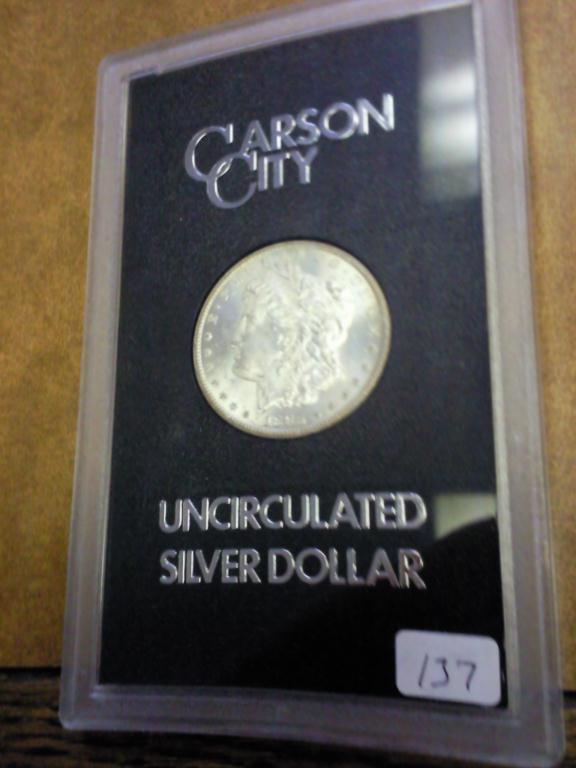 CARSON
CITY
UNCIRCULATED
SILVER DOLLAR
137